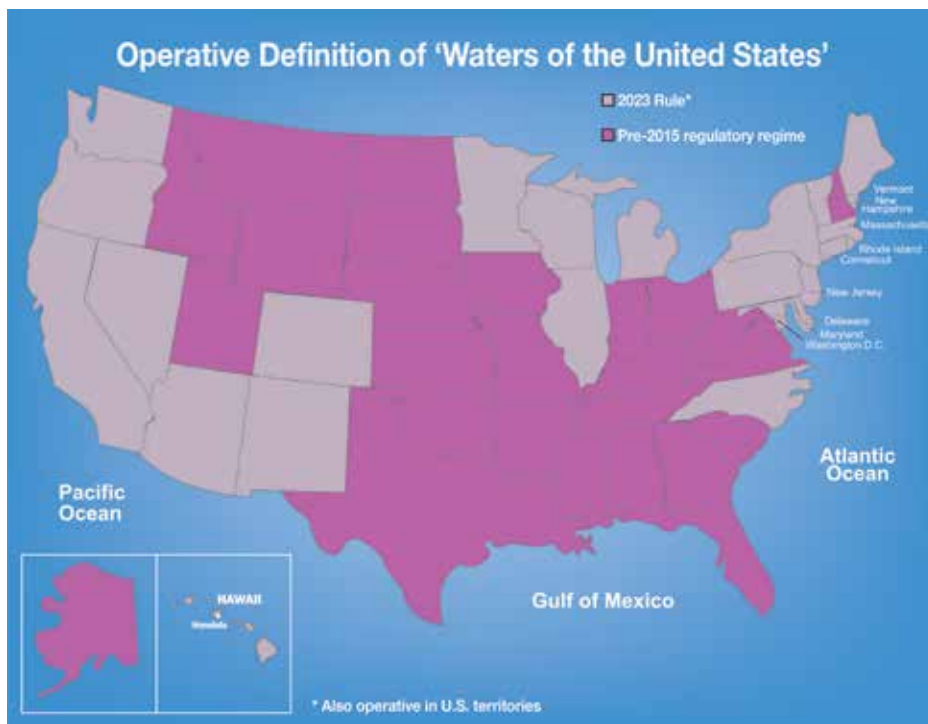 Operative Definition of ‘Waters of the United States’
2023 Rule*
Pre-2015 regulatory regime
Vermont
New
Hampshire
Massachusetts
Rhode Island
Conneticut
New Jersey
Delaware
Maryland
Washington D.C.
Atlantic
Ocean
Pacific
Ocean
Gulf of Mexico
HAWAII
Honolulu
* Also operative in U.S. territories